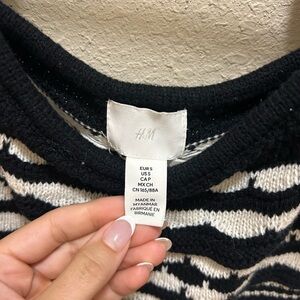 H&M
EUR S
US S
CA P
MX CH
CN 165/88A
MADE IN
MYANMAR
FABRIQUÉ EN
BIRMANIE